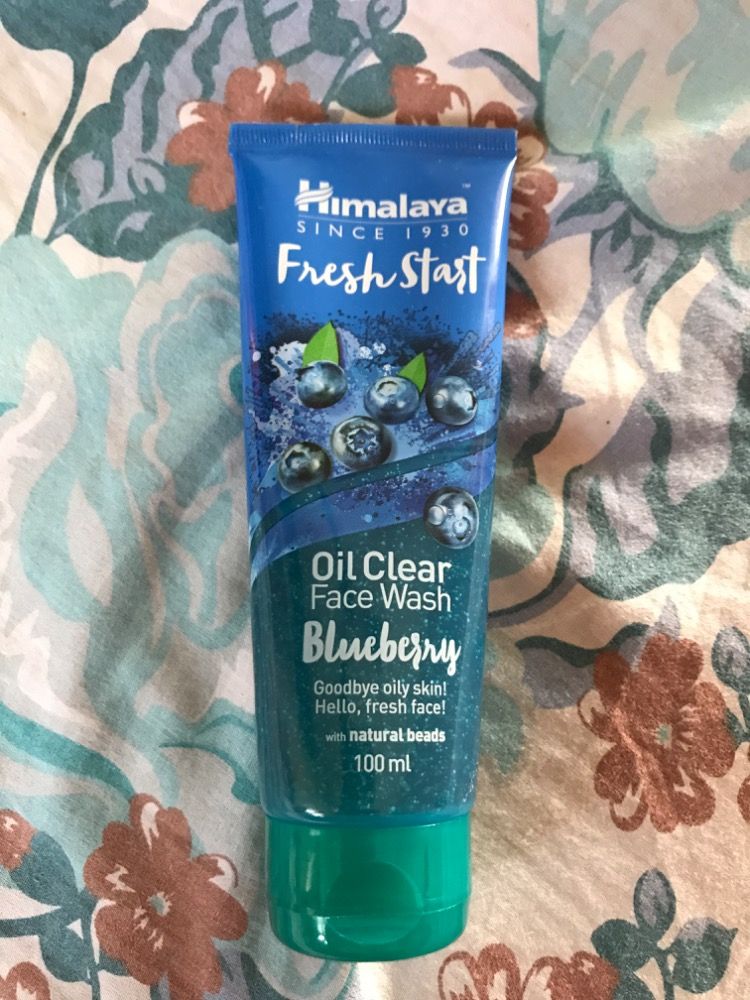 Himalaya™
SINCE 1930
Fresh Start
Oil Clear
Face Wash
Blueberry
Goodbye oily skin!
Hello, fresh face!
with natural beads
100 ml